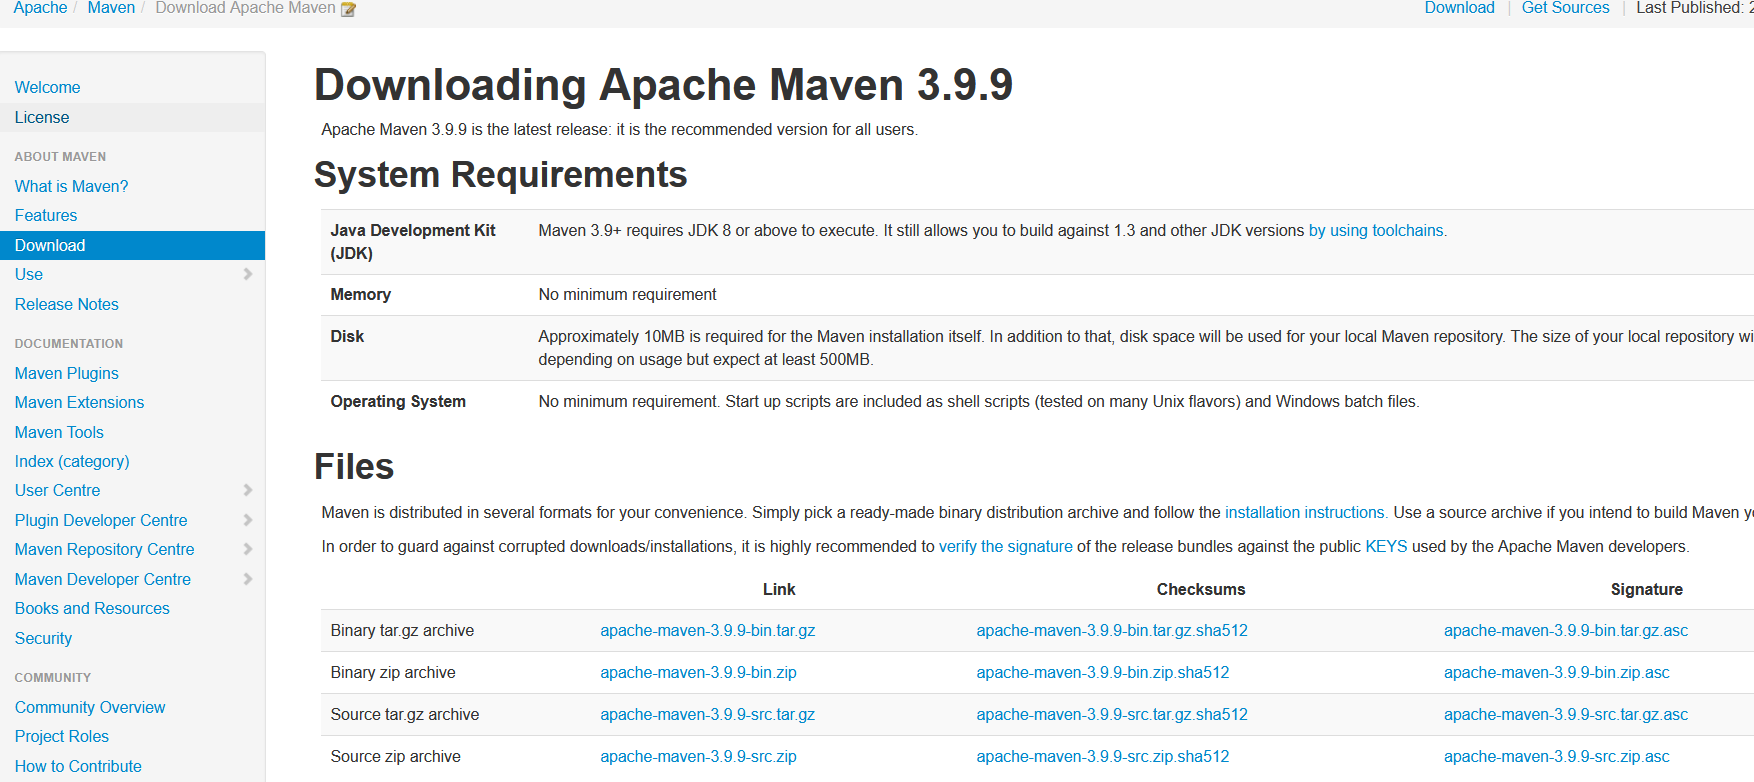 Apache / Maven / Download Apache Maven
Download | Get Sources | Last Published: 2
Welcome
License
ABOUT MAVEN
What is Maven?
Features
Download
Use
Release Notes
DOCUMENTATION
Maven Plugins
Maven Extensions
Maven Tools
Index (category)
User Centre
Plugin Developer Centre
Maven Repository Centre
Maven Developer Centre
Books and Resources
Security
COMMUNITY
Community Overview
Project Roles
How to Contribute
Downloading Apache Maven 3.9.9
Apache Maven 3.9.9 is the latest release: it is the recommended version for all users.
System Requirements
Java Development Kit (JDK) Maven 3.9+ requires JDK 8 or above to execute. It still allows you to build against 1.3 and other JDK versions by using toolchains.
Memory No minimum requirement
Disk Approximately 10MB is required for the Maven installation itself. In addition to that, disk space will be used for your local Maven repository. The size of your local repository wi
depending on usage but expect at least 500MB.
Operating System No minimum requirement. Start up scripts are included as shell scripts (tested on many Unix flavors) and Windows batch files.
Files
Maven is distributed in several formats for your convenience. Simply pick a ready-made binary distribution archive and follow the installation instructions. Use a source archive if you intend to build Maven y
In order to guard against corrupted downloads/installations, it is highly recommended to verify the signature of the release bundles against the public KEYS used by the Apache Maven developers.
Link Checksums Signature
Binary tar.gz archive apache-maven-3.9.9-bin.tar.gz apache-maven-3.9.9-bin.tar.gz.sha512 apache-maven-3.9.9-bin.tar.gz.asc
Binary zip archive apache-maven-3.9.9-bin.zip apache-maven-3.9.9-bin.zip.sha512 apache-maven-3.9.9-bin.zip.asc
Source tar.gz archive apache-maven-3.9.9-src.tar.gz apache-maven-3.9.9-src.tar.gz.sha512 apache-maven-3.9.9-src.tar.gz.asc
Source zip archive apache-maven-3.9.9-src.zip apache-maven-3.9.9-src.zip.sha512 apache-maven-3.9.9-src.zip.asc